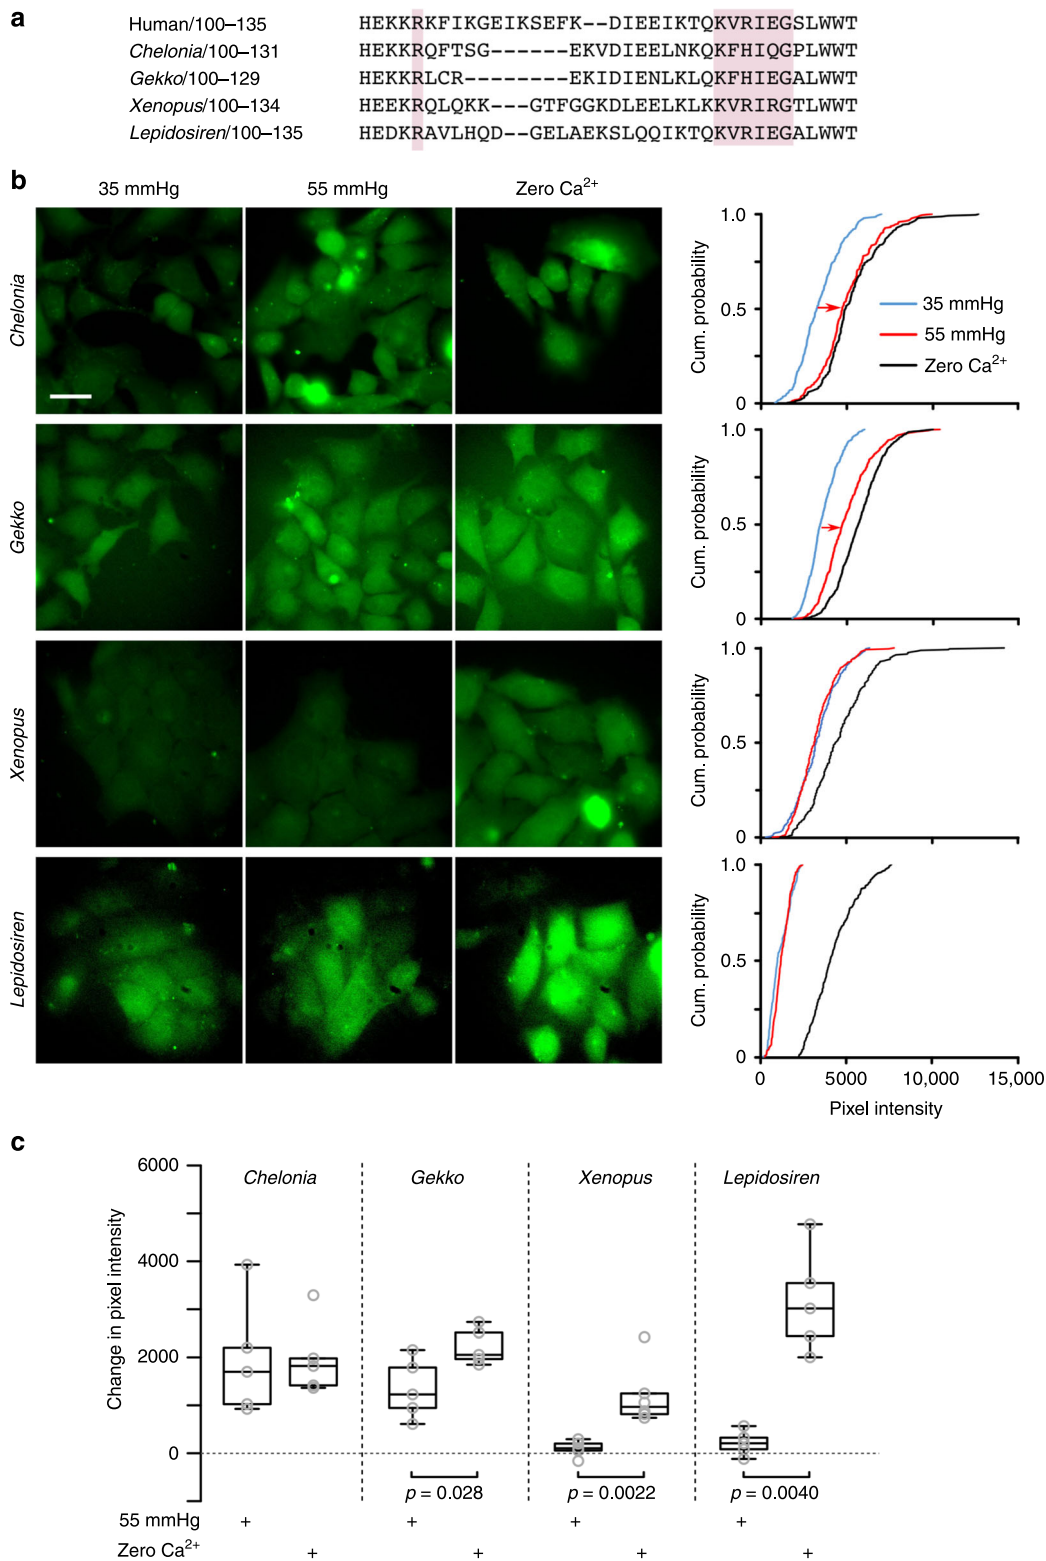 a
Human/100–135 HEKKRKFIKGEIKSEFK--DIEEIKTQKVRIEGSLWWT
Chelonia/100–131 HEKKRQFTSG-------EKVDIEELNKQKFHIQGPLWWT
Gekko/100–129 HEKKRLCR--------EKIDIENLKLQKFHIEGALWWT
Xenopus/100–134 HEEKRQLQKK---GTFGGKDLEELKLKKVRIRGTLWWT
Lepidosiren/100–135 HEDKRAVLHQD--GELAEKSLQQIKTQKVRIEGALWWT
b
35 mmHg 55 mmHg Zero Ca²⁺
Chelonia
Gekko
Xenopus
Lepidosiren
1.0
0.5
0
Cum. probability
35 mmHg
55 mmHg
Zero Ca²⁺
1.0
0.5
0
Cum. probability
1.0
0.5
0
Cum. probability
1.0
0.5
0
Cum. probability
0 5000 10,000 15,000
Pixel intensity
c
Chelonia Gekko Xenopus Lepidosiren
6000
4000
2000
0
Change in pixel intensity
p = 0.028 p = 0.0022 p = 0.0040
55 mmHg + + + +
Zero Ca²⁺ + + + +